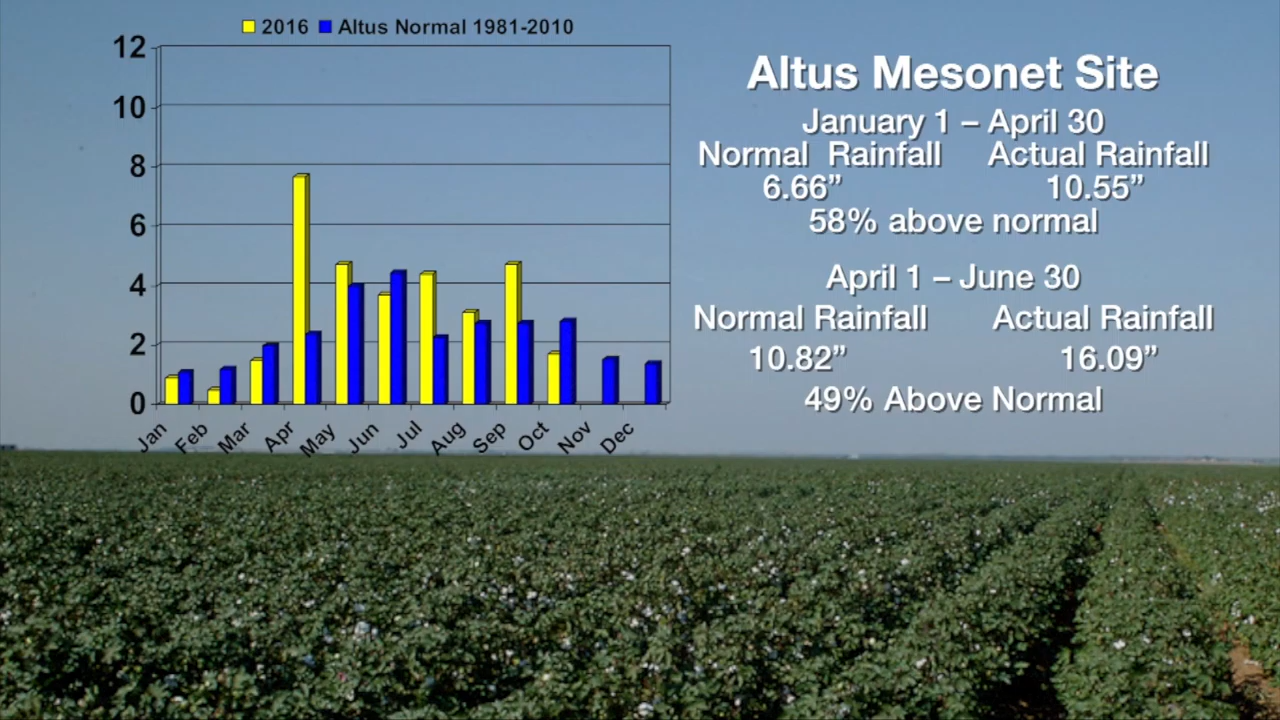 2016 Altus Normal 1981-2010
12
10
8
6
4
2
0
Jan Feb Mar Apr May Jun Jul Aug Sep Oct Nov Dec
Altus Mesonet Site
January 1 – April 30
Normal Rainfall Actual Rainfall
6.66” 10.55”
58% above normal
April 1 – June 30
Normal Rainfall Actual Rainfall
10.82” 16.09”
49% Above Normal